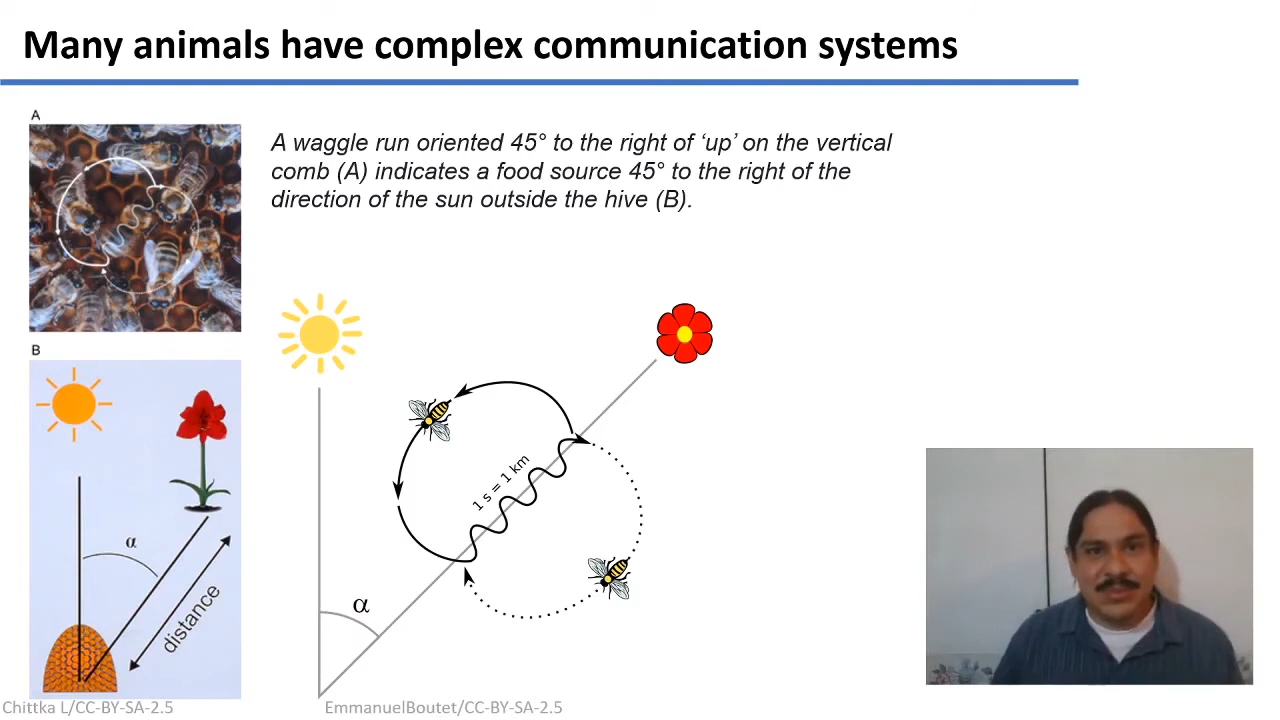 Many animals have complex communication systems
A
A waggle run oriented 45° to the right of ‘up’ on the vertical
comb (A) indicates a food source 45° to the right of the
direction of the sun outside the hive (B).
B
α
distance
1 s = 1 km
α
Chittka L/CC-BY-SA-2.5
EmmanuelBoutet/CC-BY-SA-2.5